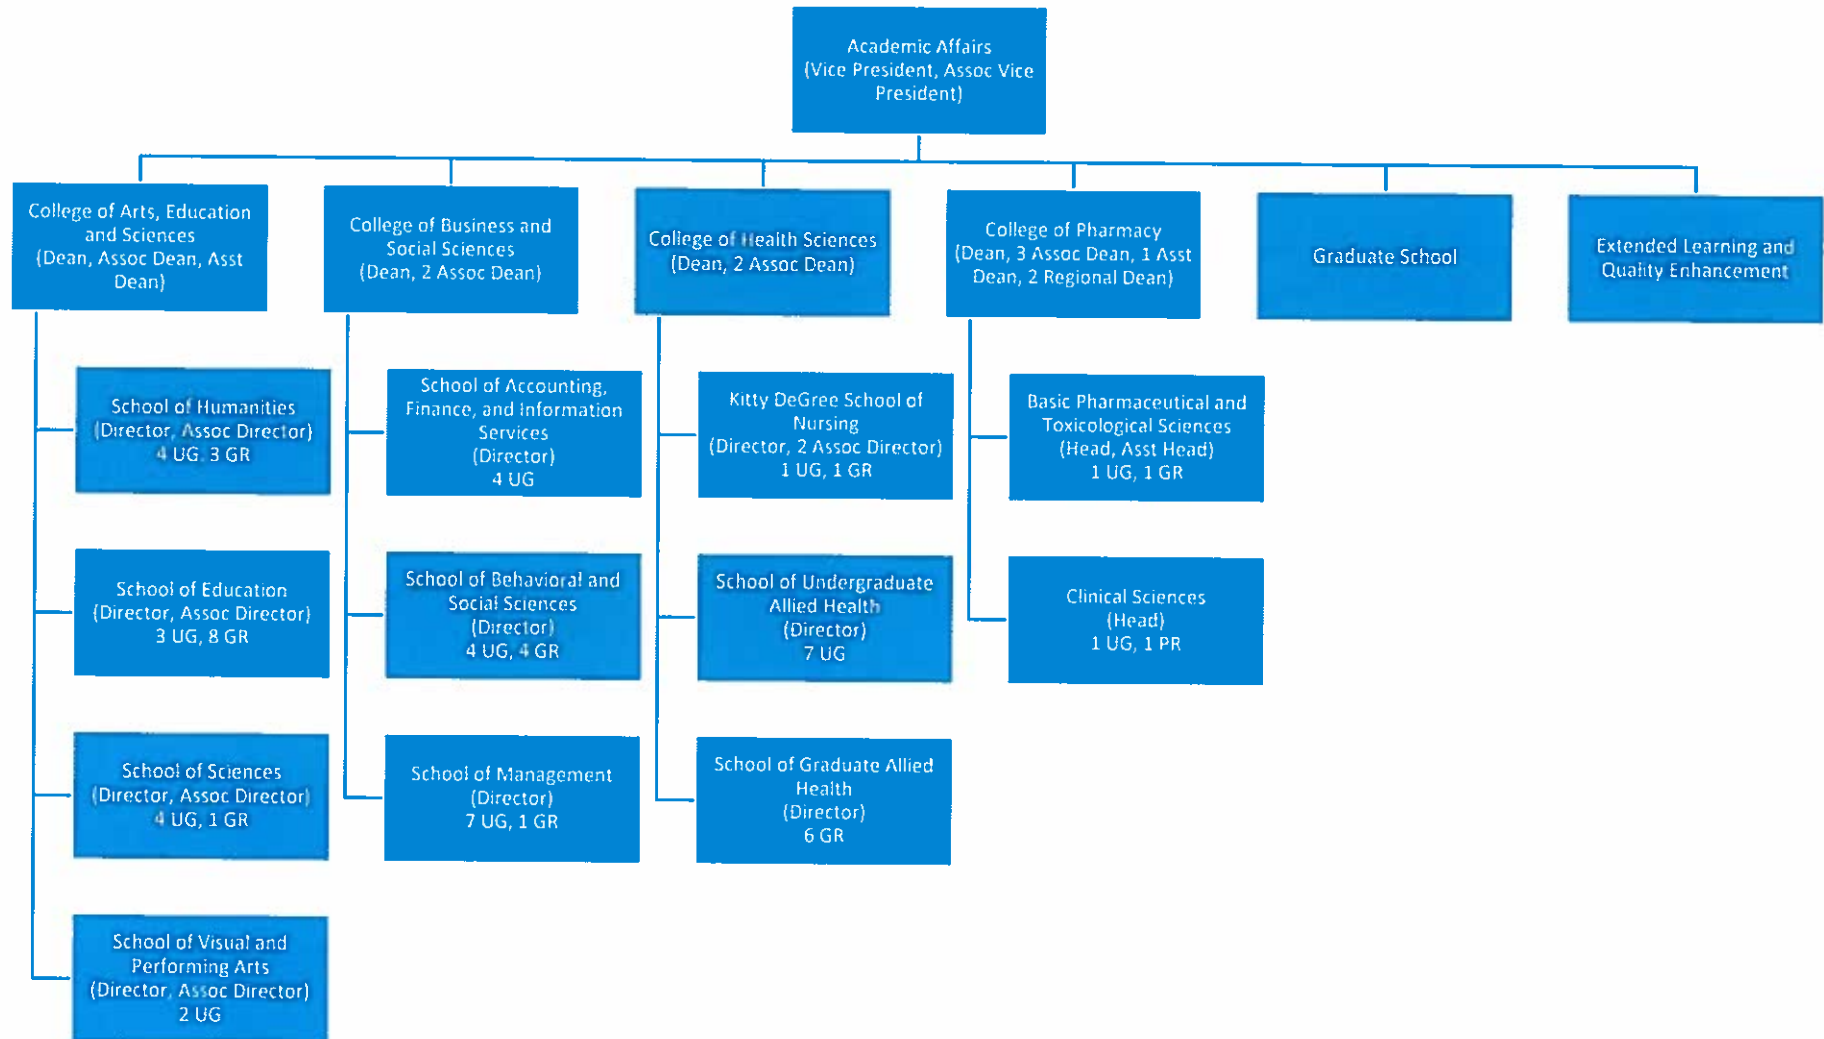 Academic Affairs
(Vice President, Assoc Vice
President)
College of Arts, Education
and Sciences
(Dean, Assoc Dean, Asst
Dean)
College of Business and
Social Sciences
(Dean, 2 Assoc Dean)
College of Health Sciences
(Dean, 2 Assoc Dean)
College of Pharmacy
(Dean, 3 Assoc Dean, 1 Asst
Dean, 2 Regional Dean)
Graduate School
Extended Learning and
Quality Enhancement
School of Humanities
(Director, Assoc Director)
4 UG. 3 GR
School of Education
(Director, Assoc Director)
3 UG, 8 GR
School of Sciences
(Director, Assoc Director)
4 UG, 1 GR
School of Visual and
Performing Arts
(Director, Assoc Director)
2 UG
School of Accounting,
Finance, and Information
Services
(Director)
4 UG
School of Behavioral and
Social Sciences
(Director)
4 UG, 4 GR
School of Management
(Director)
7 UG, 1 GR
Kitty DeGree School of
Nursing
(Director, 2 Assoc Director)
1 UG, 1 GR
School of Undergraduate
Allied Health
(Director)
7 UG
School of Graduate Allied
Health
(Director)
6 GR
Basic Pharmaceutical and
Toxicological Sciences
(Head, Asst Head)
1 UG, 1 GR
Clinical Sciences
(Head)
1 UG, 1 PR